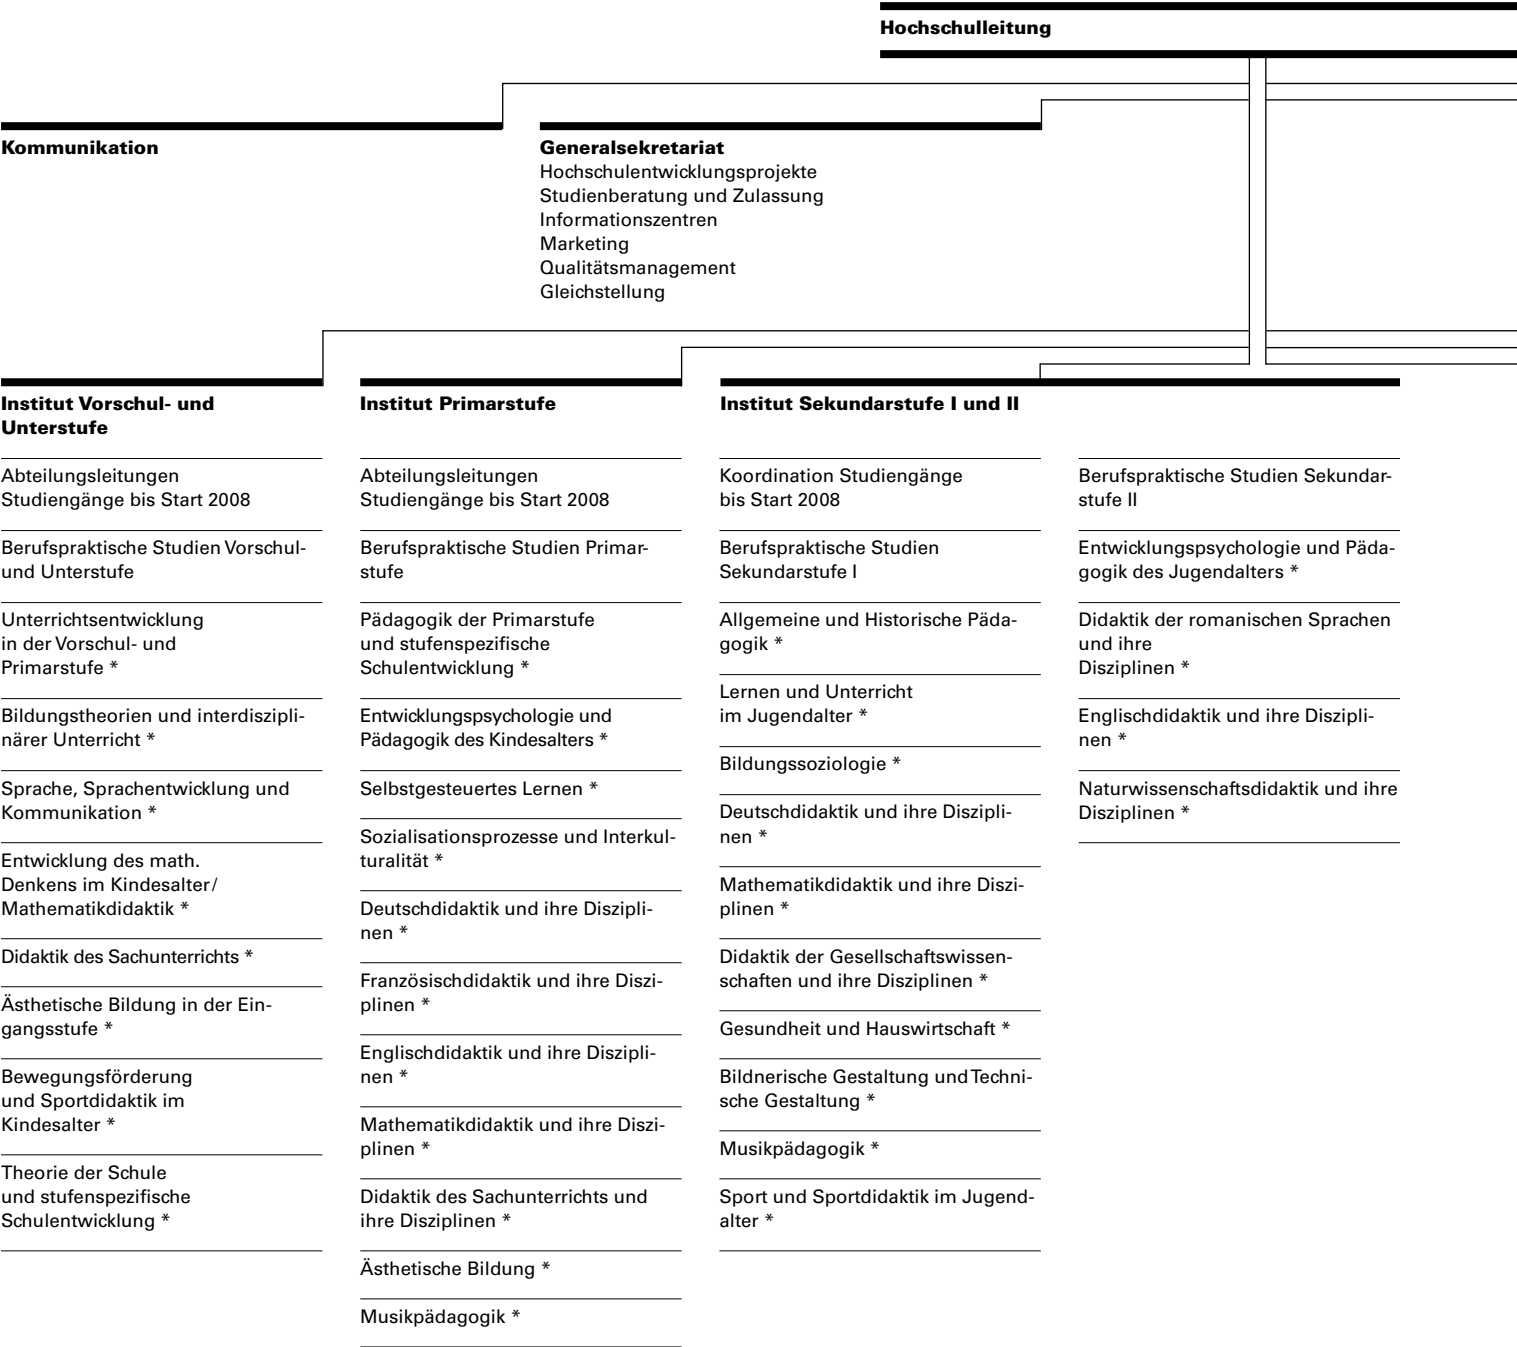 Hochschulleitung
Kommunikation
Generalsekretariat
Hochschulentwicklungsprojekte
Studienberatung und Zulassung
Informationszentren
Marketing
Qualitätsmanagement
Gleichstellung
Institut Vorschul- und
Unterstufe
Abteilungsleitungen
Studiengänge bis Start 2008
Berufspraktische Studien Vorschul-
und Unterstufe
Unterrichtsentwicklung
in der Vorschul- und
Primarstufe *
Bildungstheorien und interdiszipli-
närer Unterricht *
Sprache, Sprachentwicklung und
Kommunikation *
Entwicklung des math.
Denkens im Kindesalter/
Mathematikdidaktik *
Didaktik des Sachunterrichts *
Ästhetische Bildung in der Ein-
gangsstufe *
Bewegungsförderung
und Sportdidaktik im
Kindesalter *
Theorie der Schule
und stufenspezifische
Schulentwicklung *
Institut Primarstufe
Abteilungsleitungen
Studiengänge bis Start 2008
Berufspraktische Studien Primar-
stufe
Pädagogik der Primarstufe
und stufenspezifische
Schulentwicklung *
Entwicklungspsychologie und
Pädagogik des Kindesalters *
Selbstgesteuertes Lernen *
Sozialisationsprozesse und Interkul-
turalität *
Deutschdidaktik und ihre Diszipli-
nen *
Französischdidaktik und ihre Diszi-
plinen *
Englischdidaktik und ihre Diszipli-
nen *
Mathematikdidaktik und ihre Diszi-
plinen *
Didaktik des Sachunterrichts und
ihre Disziplinen *
Ästhetische Bildung *
Musikpädagogik *
Institut Sekundarstufe I und II
Koordination Studiengänge
bis Start 2008
Berufspraktische Studien
Sekundarstufe I
Allgemeine und Historische Päda-
gogik *
Lernen und Unterricht
im Jugendalter *
Bildungssoziologie *
Deutschdidaktik und ihre Diszipli-
nen *
Mathematikdidaktik und ihre Diszi-
plinen *
Didaktik der Gesellschaftswissen-
schaften und ihre Disziplinen *
Gesundheit und Hauswirtschaft *
Bildnerische Gestaltung und Techni-
sche Gestaltung *
Musikpädagogik *
Sport und Sportdidaktik im Jugend-
alter *
Berufspraktische Studien Sekundar-
stufe II
Entwicklungspsychologie und Päda-
gogik des Jugendalters *
Didaktik der romanischen Sprachen
und ihre
Disziplinen *
Englischdidaktik und ihre Diszipli-
nen *
Naturwissenschaftsdidaktik und ihre
Disziplinen *